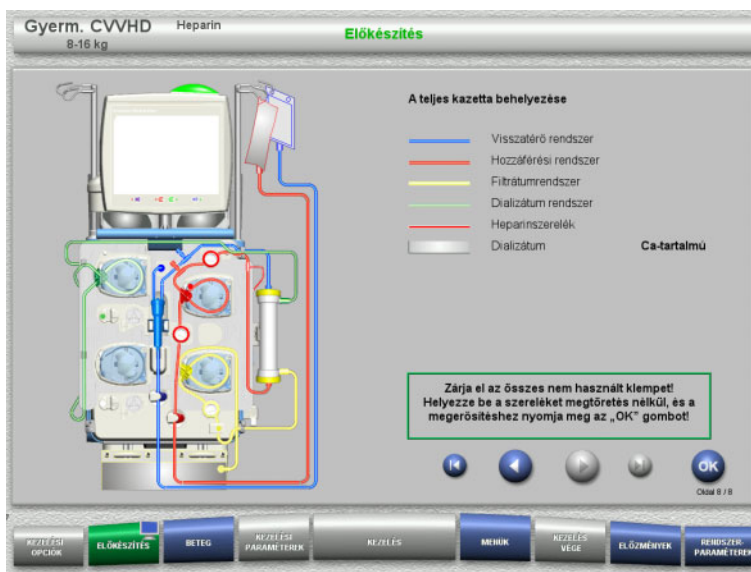 Gyerm. CVVHD Heparin
8-16 kg
Előkészítés
A teljes kazetta behelyezése
Visszatérő rendszer
Hozzáférési rendszer
Filtrátumrendszer
Dializátum rendszer
Heparinszerelék
Dializátum Ca-tartalmú
Zárja el az összes nem használt klempet!
Helyezze be a szereléket megtöretés nélkül, és a
megerősítéshez nyomja meg az „OK” gombot!
OK
Oldal 8 / 8
KEZELÉSI
OPCIÓK
ELŐKÉSZÍTÉS
BETEG
KEZELÉSI
PARAMÉTEREK
KEZELÉS
MENÜK
KEZELÉS
VÉGE
ELŐZMÉNYEK
RENDSZER-
PARAMÉTEREK